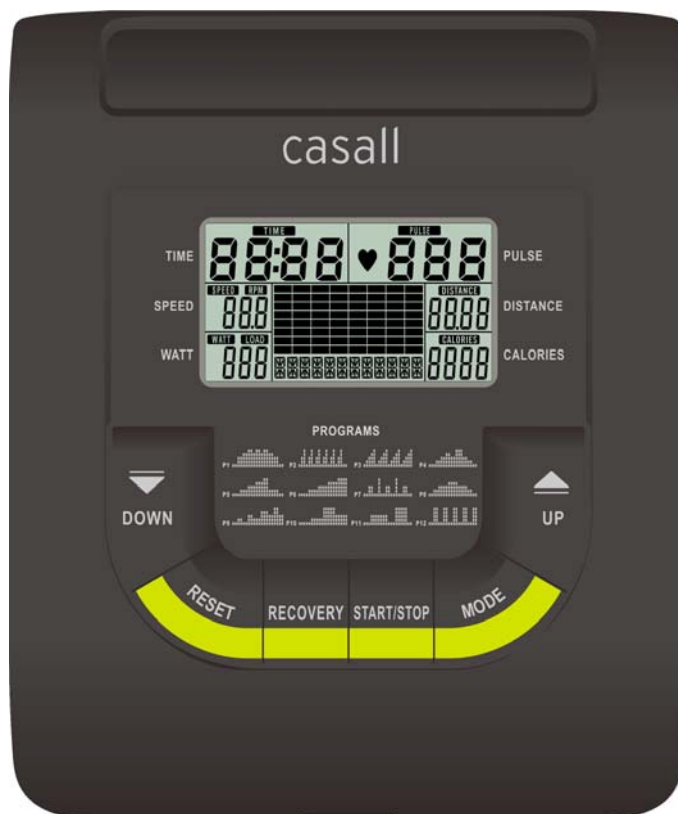 casall
TIME PULSE
TIME 88:88 888 PULSE
SPEED RPM DISTANCE
SPEED 88.8 88.88 DISTANCE
WATT LOAD CALORIES
WATT 888 8888 CALORIES
PROGRAMS
P1 P2 P3 P4
P5 P6 P7 P8
P9 P10 P11 P12
DOWN UP
RESET RECOVERY START/STOP MODE